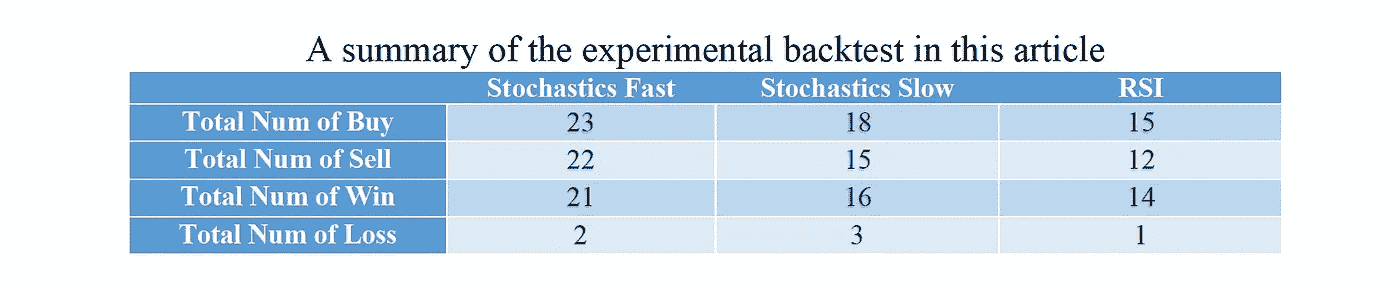 A summary of the experimental backtest in this article
Stochastics Fast Stochastics Slow RSI
Total Num of Buy 23 18 15
Total Num of Sell 22 15 12
Total Num of Win 21 16 14
Total Num of Loss 2 3 1